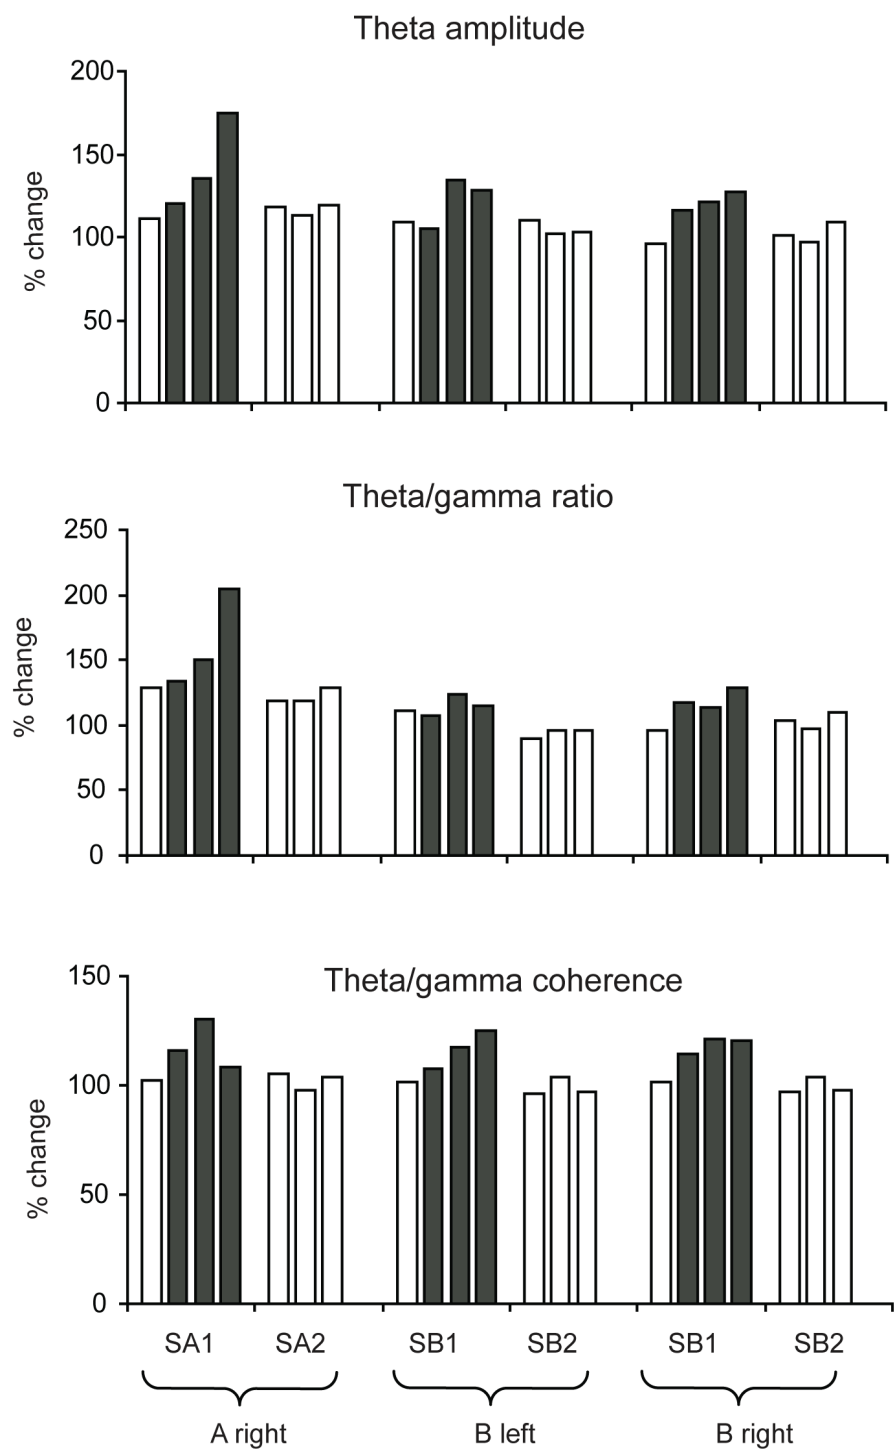 Theta amplitude
200
150
100
50
0
% change
Theta/gamma ratio
250
200
150
100
50
0
% change
Theta/gamma coherence
150
100
50
0
% change
SA1 SA2 SB1 SB2 SB1 SB2
A right B left B right